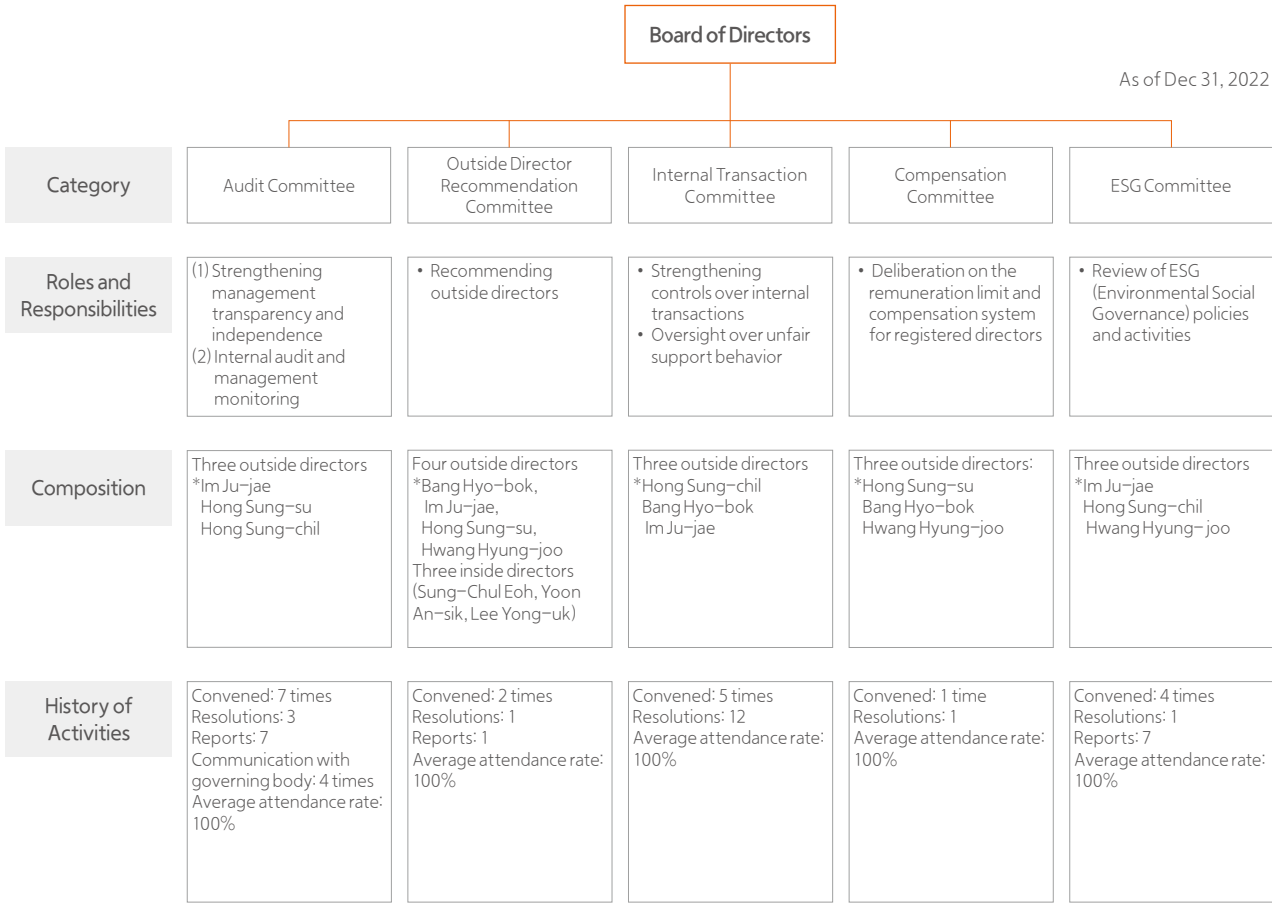 Board of Directors
As of Dec 31, 2022
Category
Audit Committee
Outside Director
Recommendation
Committee
Internal Transaction
Committee
Compensation
Committee
ESG Committee
Roles and
Responsibilities
(1) Strengthening
management
transparency and
independence
(2) Internal audit and
management
monitoring
• Recommending
outside directors
• Strengthening
controls over internal
transactions
• Oversight over unfair
support behavior
• Deliberation on the
remuneration limit and
compensation system
for registered directors
• Review of ESG
(Environmental Social
Governance) policies
and activities
Composition
Three outside directors
*Im Ju-jae
Hong Sung-su
Hong Sung-chil
Four outside directors
*Bang Hyo-bok,
Im Ju-jae,
Hong Sung-su,
Hwang Hyung-joo
Three inside directors
(Sung-Chul Eoh, Yoon
An-sik, Lee Yong-uk)
Three outside directors
*Hong Sung-chil
Bang Hyo-bok
Im Ju-jae
Three outside directors:
*Hong Sung-su
Bang Hyo-bok
Hwang Hyung-joo
Three outside directors
*Im Ju-jae
Hong Sung-chil
Hwang Hyung- joo
History of
Activities
Convened: 7 times
Resolutions: 3
Reports: 7
Communication with
governing body: 4 times
Average attendance rate:
100%
Convened: 2 times
Resolutions: 1
Reports: 1
Average attendance rate:
100%
Convened: 5 times
Resolutions: 12
Average attendance rate:
100%
Convened: 1 time
Resolutions: 1
Average attendance rate:
100%
Convened: 4 times
Resolutions: 1
Reports: 7
Average attendance rate:
100%